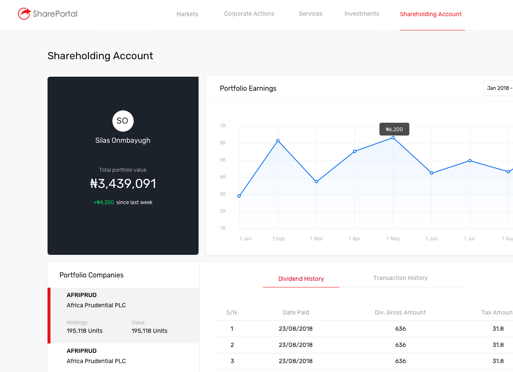 SharePortal
Markets
Corporate Actions
Services
Investments
Shareholding Account
Shareholding Account
SO
Silas Onmbayugh
Total portfolio value
₦3,439,091
+₦4,200 since last week
Portfolio Earnings
Jan 2018 -
₦6,200
7K
6K
5K
4K
3K
2K
1K
1 Jan
1 Feb
1 Mar
1 Apr
1 May
1 Jun
1 Jul
1 Aug
Portfolio Companies
AFRIPRUD
Africa Prudential PLC
Holdings
Value
195,118 Units
195,118 Units
AFRIPRUD
Africa Prudential PLC
Dividend History
Transaction History
S/N
Date Paid
Div. Gross Amount
Tax Amoun
1
23/08/2018
636
31.8
2
23/08/2018
636
31.8
3
23/08/2018
636
31.8